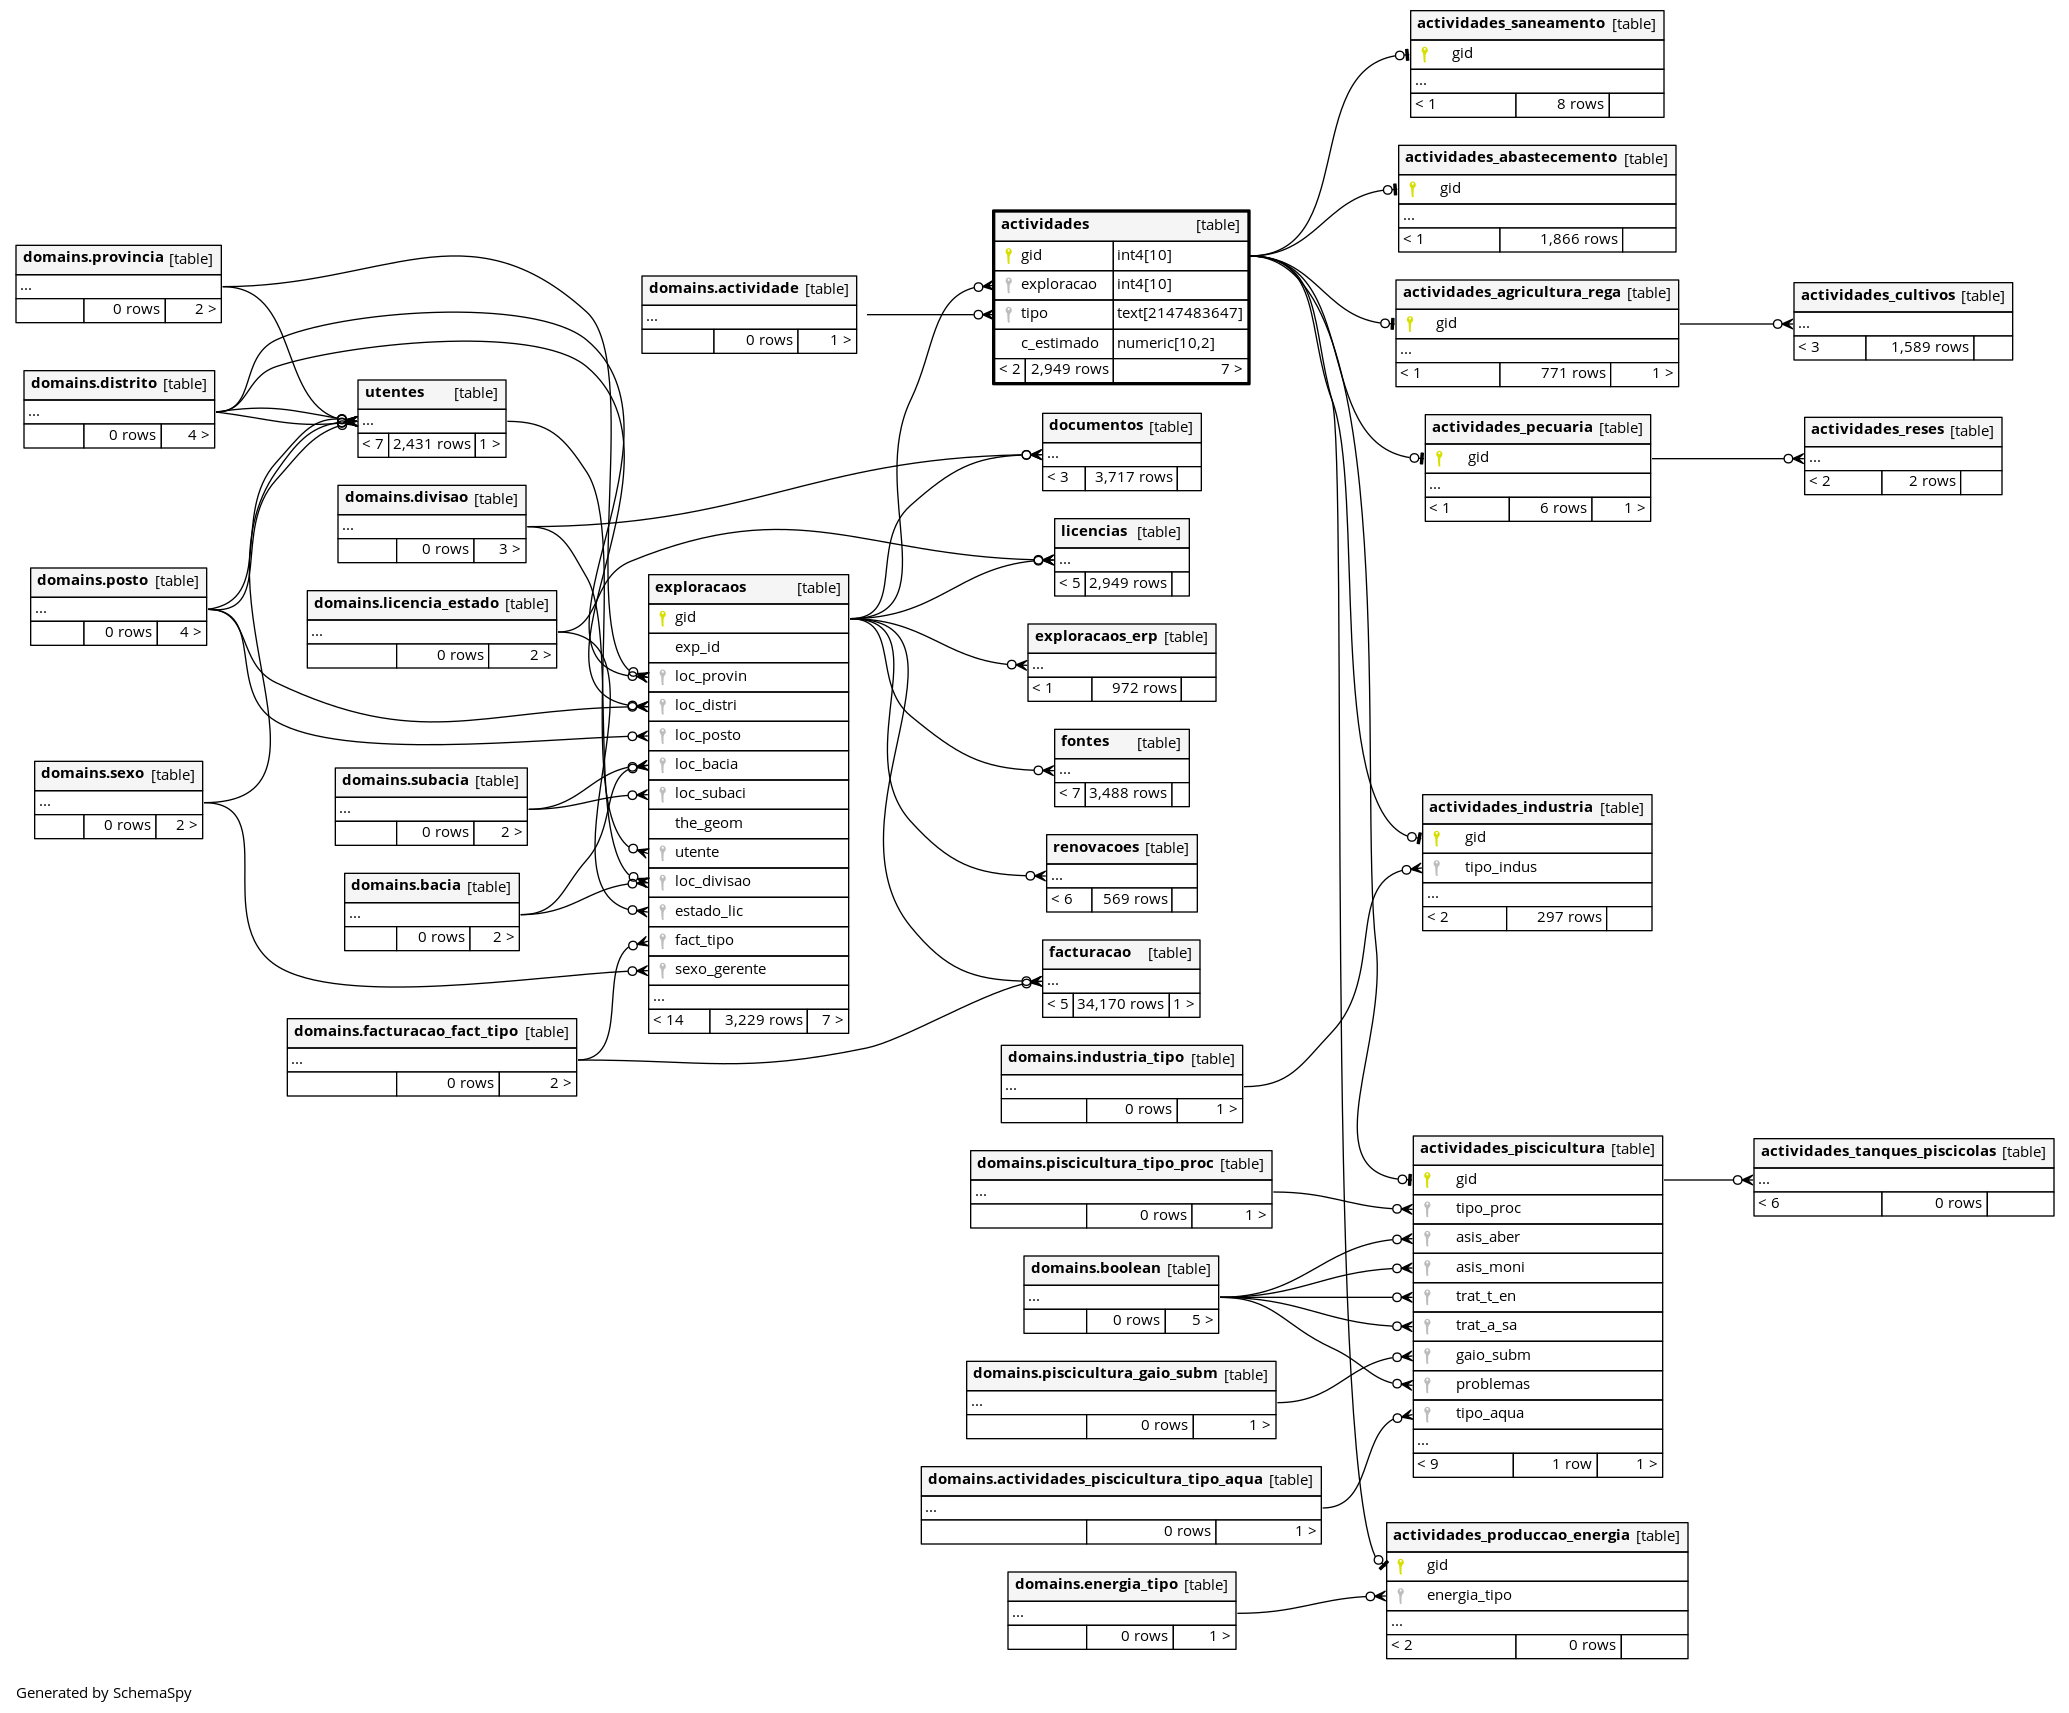 domains.provincia [table]
...
0 rows 2 >
domains.distrito [table]
...
0 rows 4 >
domains.posto [table]
...
0 rows 4 >
domains.sexo [table]
...
0 rows 2 >
utentes [table]
...
< 7 2,431 rows 1 >
domains.divisao [table]
...
0 rows 3 >
domains.licencia_estado [table]
...
0 rows 2 >
domains.subacia [table]
...
0 rows 2 >
domains.bacia [table]
...
0 rows 2 >
domains.facturacao_fact_tipo [table]
...
0 rows 2 >
domains.actividade [table]
...
0 rows 1 >
exploracaos [table]
gid
exp_id
loc_provin
loc_distri
loc_posto
loc_bacia
loc_subaci
the_geom
utente
loc_divisao
estado_lic
fact_tipo
sexo_gerente
...
< 14 3,229 rows 7 >
actividades [table]
gid int4[10]
exploracao int4[10]
tipo text[2147483647]
c_estimado numeric[10,2]
< 2 2,949 rows 7 >
documentos [table]
...
< 3 3,717 rows
licencias [table]
...
< 5 2,949 rows
exploracaos_erp [table]
...
< 1 972 rows
fontes [table]
...
< 7 3,488 rows
renovacoes [table]
...
< 6 569 rows
facturacao [table]
...
< 5 34,170 rows 1 >
domains.industria_tipo [table]
...
0 rows 1 >
domains.piscicultura_tipo_proc [table]
...
0 rows 1 >
domains.boolean [table]
...
0 rows 5 >
domains.piscicultura_gaio_subm [table]
...
0 rows 1 >
domains.actividades_piscicultura_tipo_aqua [table]
...
0 rows 1 >
domains.energia_tipo [table]
...
0 rows 1 >
actividades_saneamento [table]
gid
...
< 1 8 rows
actividades_abastecemento [table]
gid
...
< 1 1,866 rows
actividades_agricultura_rega [table]
gid
...
< 1 771 rows 1 >
actividades_pecuaria [table]
gid
...
< 1 6 rows 1 >
actividades_industria [table]
gid
tipo_indus
...
< 2 297 rows
actividades_piscicultura [table]
gid
tipo_proc
asis_aber
asis_moni
trat_t_en
trat_a_sa
gaio_subm
problemas
tipo_aqua
...
< 9 1 row 1 >
actividades_produccao_energia [table]
gid
energia_tipo
...
< 2 0 rows
actividades_cultivos [table]
...
< 3 1,589 rows
actividades_reses [table]
...
< 2 2 rows
actividades_tanques_piscicolas [table]
...
< 6 0 rows
Generated by SchemaSpy